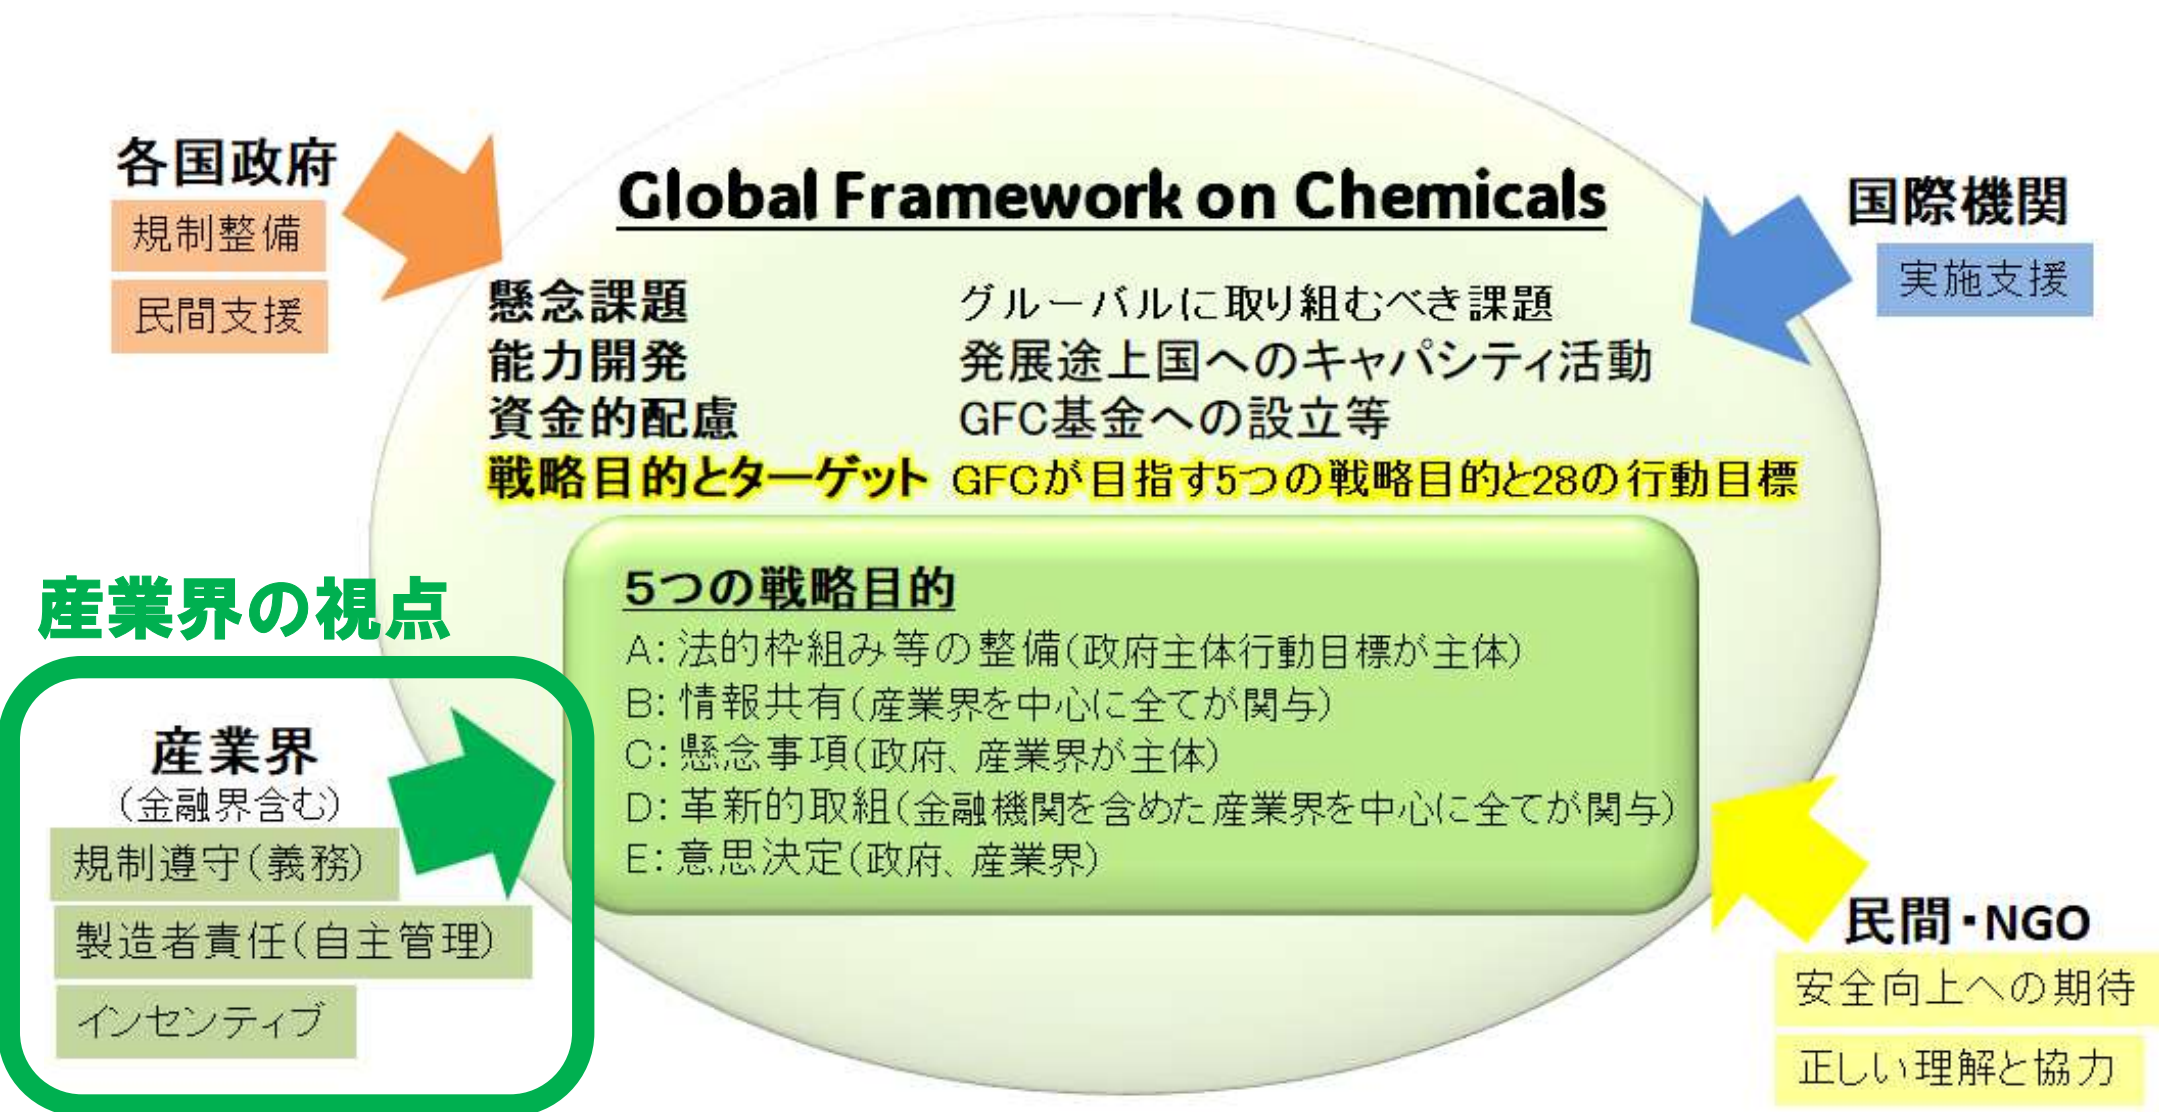 Global Framework on Chemicals
各国政府
規制整備
民間支援
国際機関
実施支援
懸念課題 グルーバルに取り組むべき課題
能力開発 発展途上国へのキャパシティ活動
資金的配慮 GFC基金への設立等
戦略目的とターゲット GFCが目指す5つの戦略目的と28の行動目標
5つの戦略目的
A:法的枠組み等の整備(政府主体行動目標が主体)
B:情報共有(産業界を中心に全てが関与)
C:懸念事項(政府、産業界が主体)
D:革新的取組(金融機関を含めた産業界を中心に全てが関与)
E:意思決定(政府、産業界)
産業界の視点
産業界
(金融界含む)
規制遵守(義務)
製造者責任(自主管理)
インセンティブ
民間・NGO
安全向上への期待
正しい理解と協力